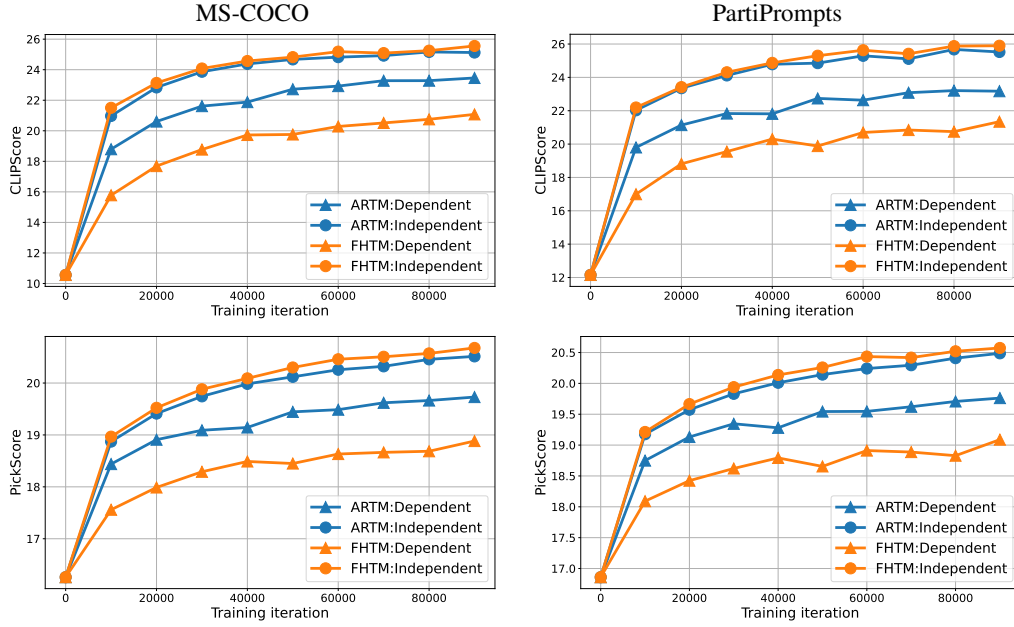 MS-COCO
PartiPrompts
26
24
22
20
18
16
14
12
10
CLIPScore
ARTM:Dependent
ARTM:Independent
FHTM:Dependent
FHTM:Independent
0 20000 40000 60000 80000
Training iteration
26
24
22
20
18
16
14
12
CLIPScore
ARTM:Dependent
ARTM:Independent
FHTM:Dependent
FHTM:Independent
0 20000 40000 60000 80000
Training iteration
20
19
18
17
PickScore
ARTM:Dependent
ARTM:Independent
FHTM:Dependent
FHTM:Independent
0 20000 40000 60000 80000
Training iteration
20.5
20.0
19.5
19.0
18.5
18.0
17.5
17.0
PickScore
ARTM:Dependent
ARTM:Independent
FHTM:Dependent
FHTM:Independent
0 20000 40000 60000 80000
Training iteration